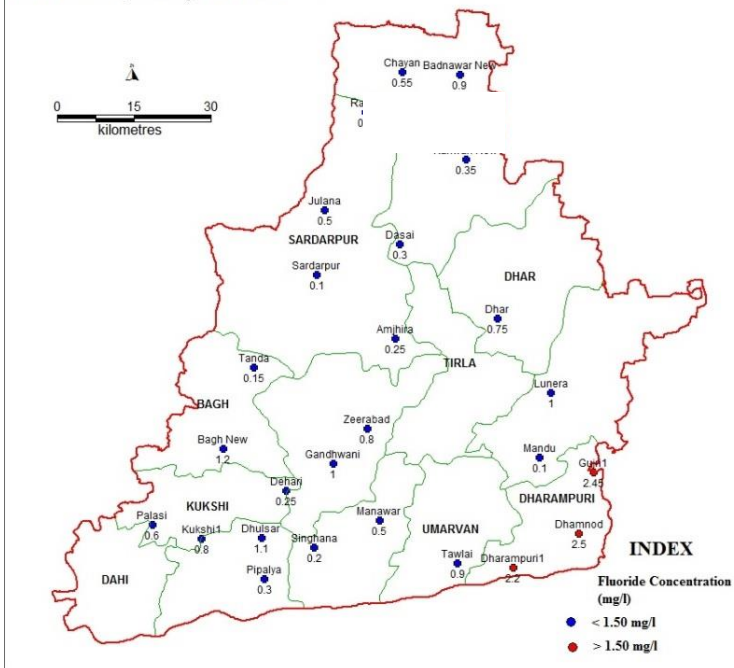 Chayan
0.55
Badnawar New
0.9
0.35
0
15
30
kilometres
Julana
0.5
SARDARPUR
Dasai
0.3
Sardarpur
0.1
DHAR
Dhar
0.75
Amjhira
0.25
TIRLA
Tanda
0.15
Lunera
1
BAGH
Zeerabad
0.8
Bagh New
1.2
Gandhwani
1
Mandu
0.1
Gujri1
2.45
Dehari
0.25
DHARAMPURI
KUKSHI
Palasi
0.6
Kukshi1
0.8
Dhulsar
1.1
Manawar
0.5
Singhana
0.2
UMARVAN
Dhamnod
2.5
DAHI
Pipalya
0.3
Tawlai
0.9
Dharampuri1
2.2
INDEX
Fluoride Concentration
(mg/l)
< 1.50 mg/l
> 1.50 mg/l